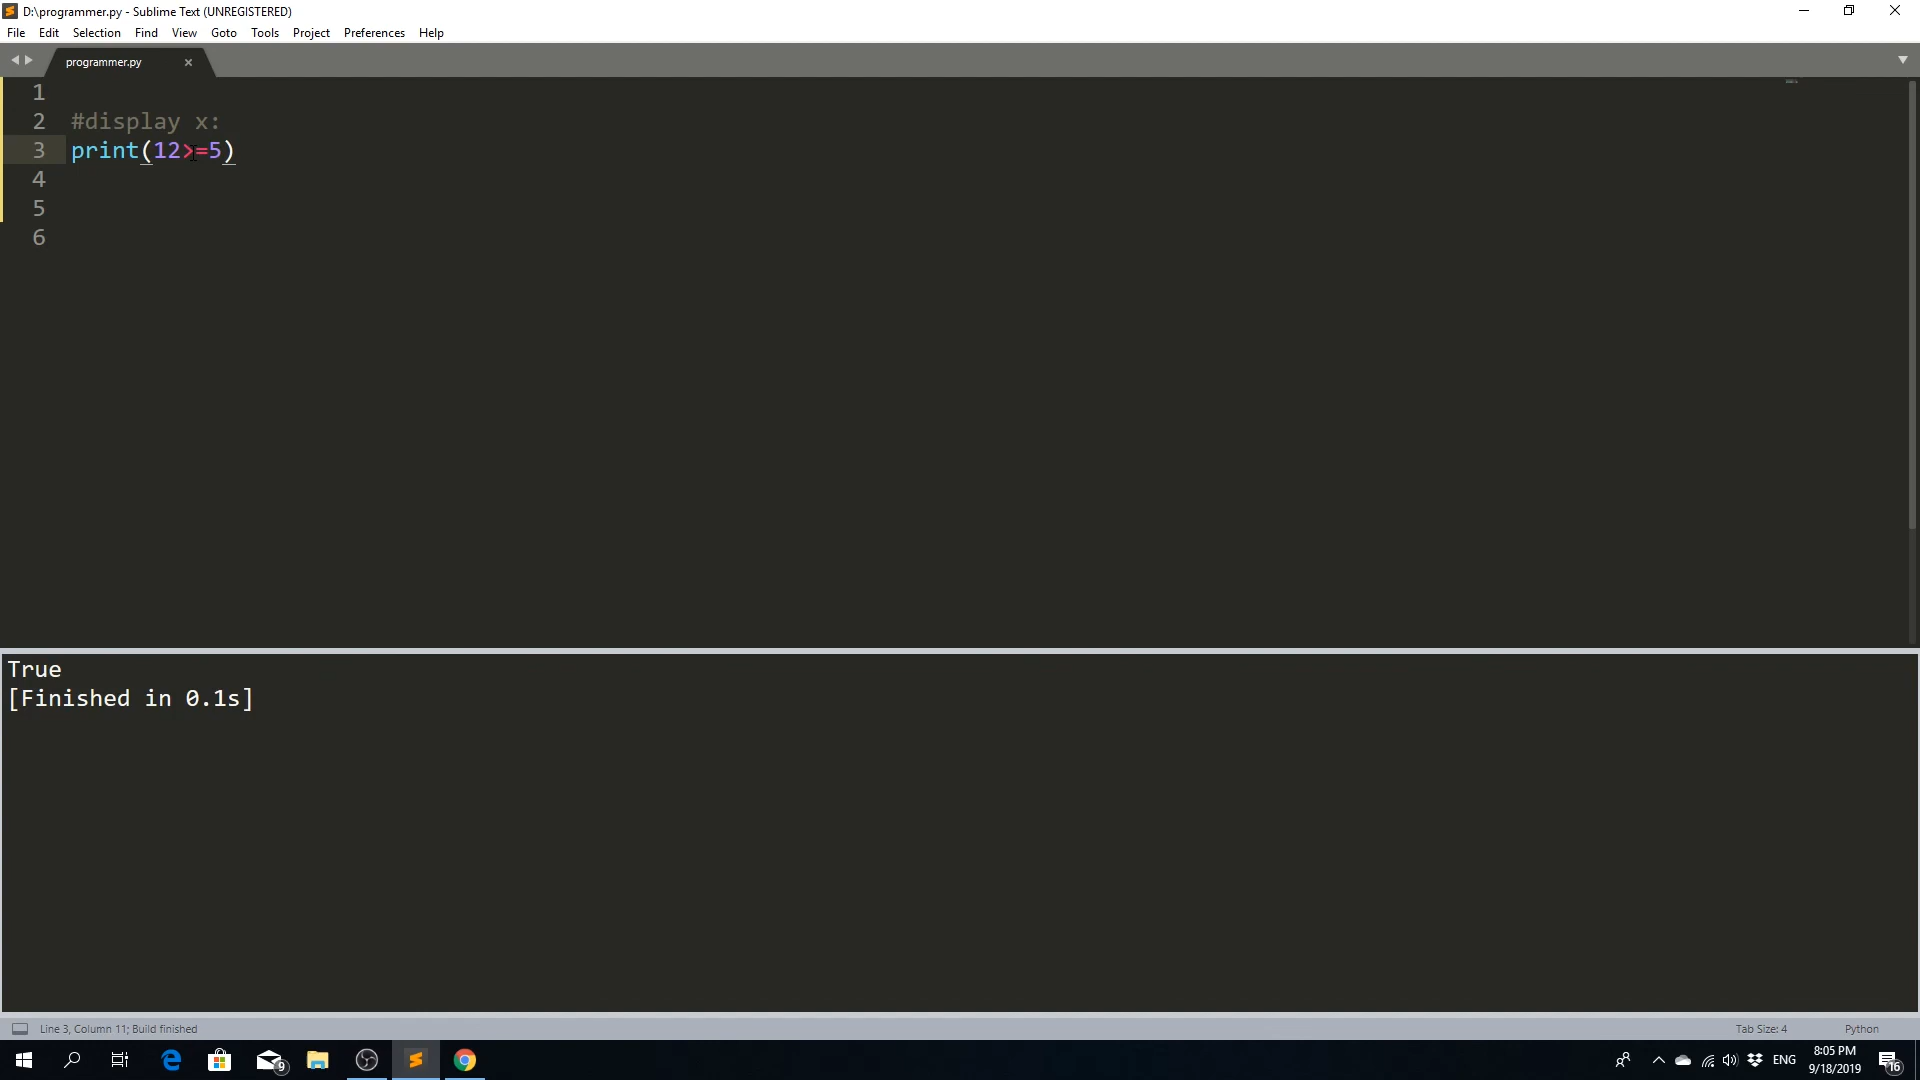 D:\programmer.py - Sublime Text (UNREGISTERED)
File Edit Selection Find View Goto Tools Project Preferences Help
programmer.py
1
2 #display x:
3 print(12>=5)
4
5
6
True
[Finished in 0.1s]
Line 3, Column 11; Build finished Tab Size: 4 Python
9 ENG 8:05 PM
9/18/2019 16